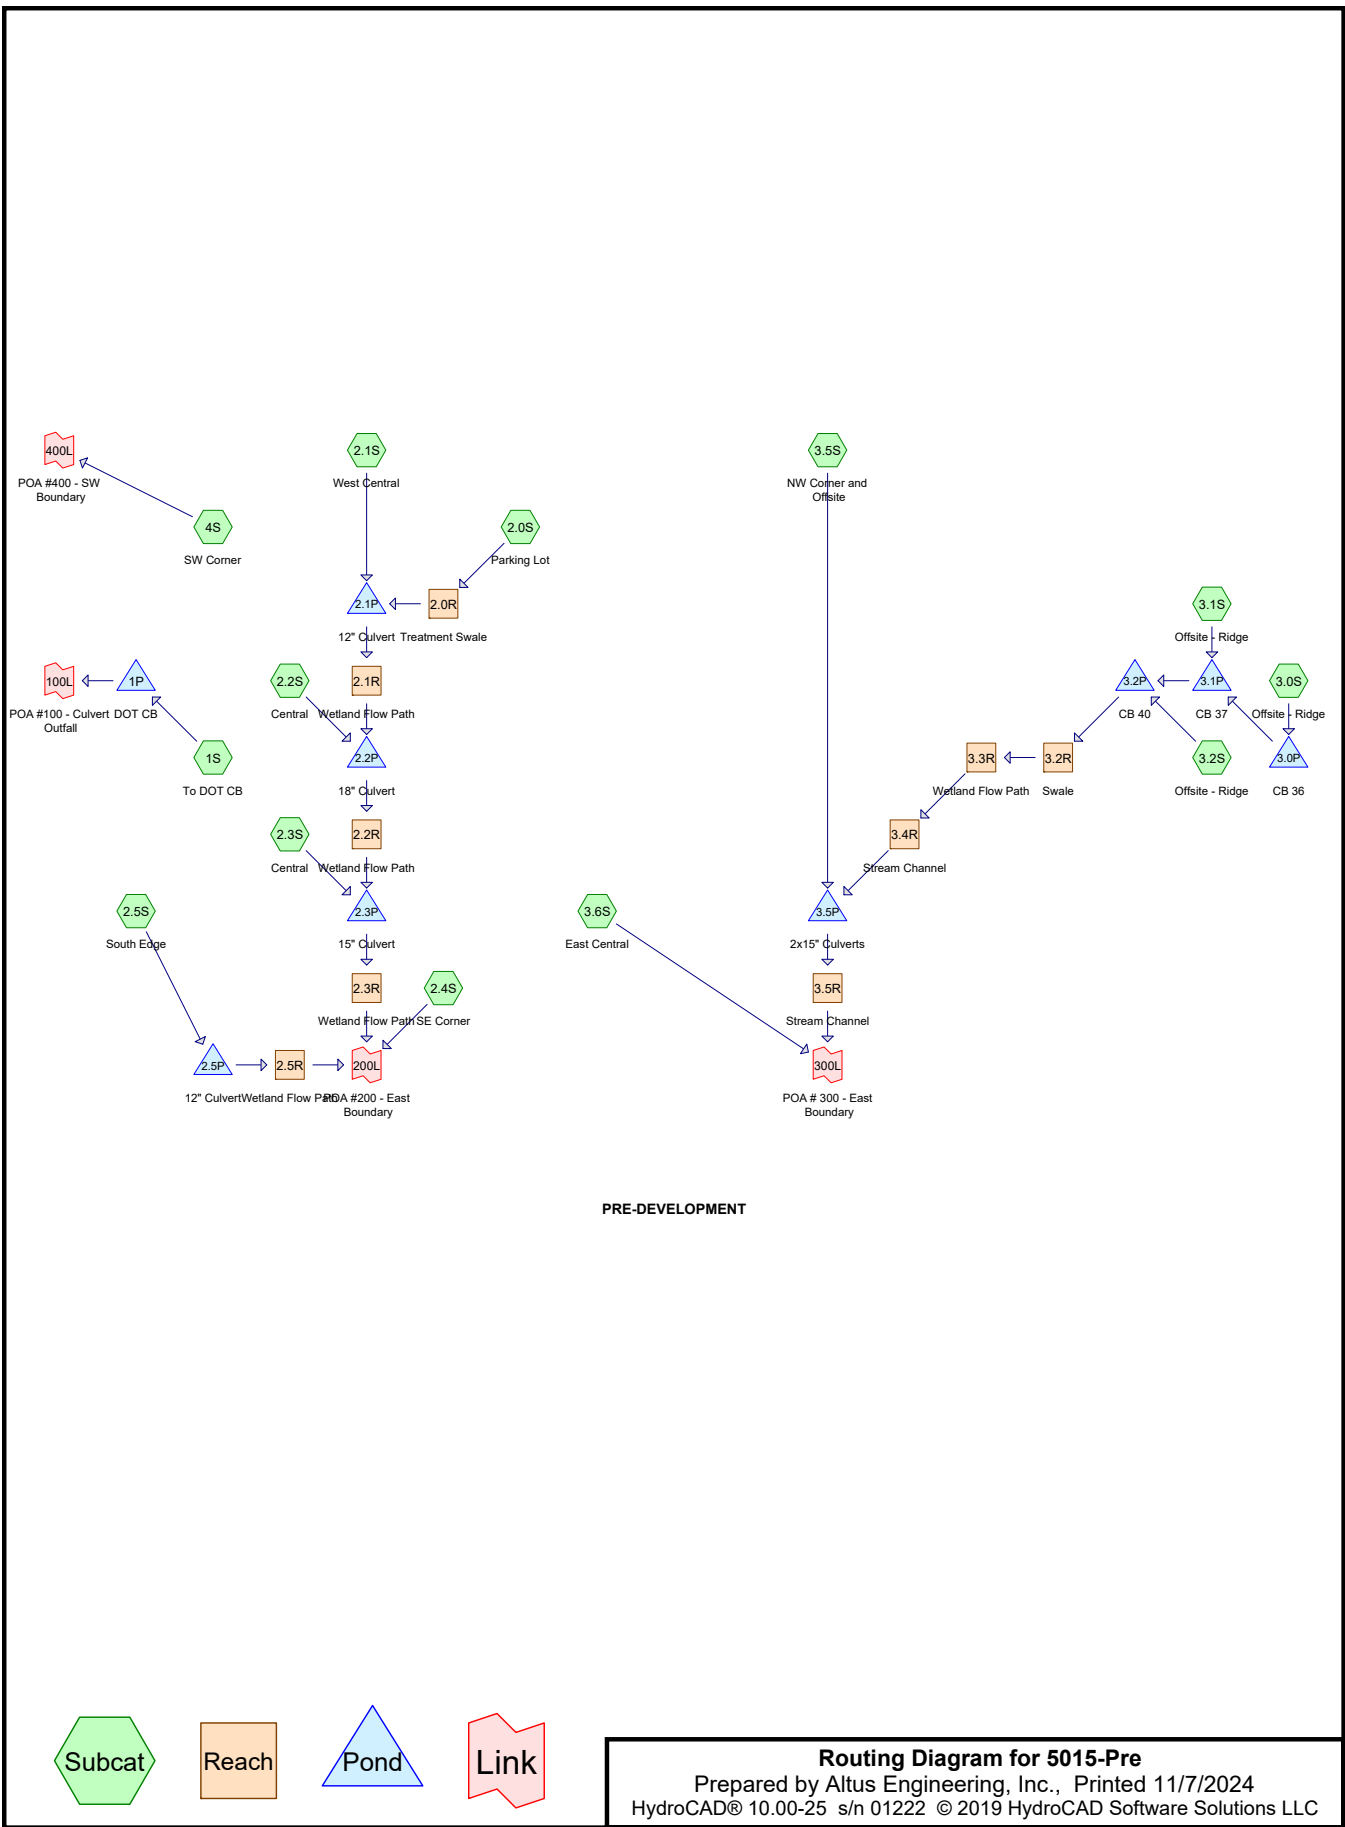 400L
POA #400 - SW
Boundary
4S
SW Corner
2.1S
West Central
2.0S
Parking Lot
2.1P
12" Culvert
2.0R
Treatment Swale
100L
POA #100 - Culvert
Outfall
1P
DOT CB
1S
To DOT CB
2.2S
Central
2.1R
Wetland Flow Path
2.2P
18" Culvert
2.3S
Central
2.2R
Wetland Flow Path
2.3P
15" Culvert
2.5S
South Edge
2.3R
Wetland Flow Path
2.4S
SE Corner
2.5P
12" Culvert
2.5R
Wetland Flow Path
200L
POA #200 - East
Boundary
3.5S
NW Corner and
Offsite
3.1S
Offsite - Ridge
3.2P
CB 40
3.1P
CB 37
3.0S
Offsite - Ridge
3.3R
Wetland Flow Path
3.2R
Swale
3.2S
Offsite - Ridge
3.0P
CB 36
3.4R
Stream Channel
3.6S
East Central
3.5P
2x15" Culverts
3.5R
Stream Channel
300L
POA # 300 - East
Boundary
PRE-DEVELOPMENT
Subcat
Reach
Pond
Link
Routing Diagram for 5015-Pre
Prepared by Altus Engineering, Inc., Printed 11/7/2024
HydroCAD® 10.00-25 s/n 01222 © 2019 HydroCAD Software Solutions LLC